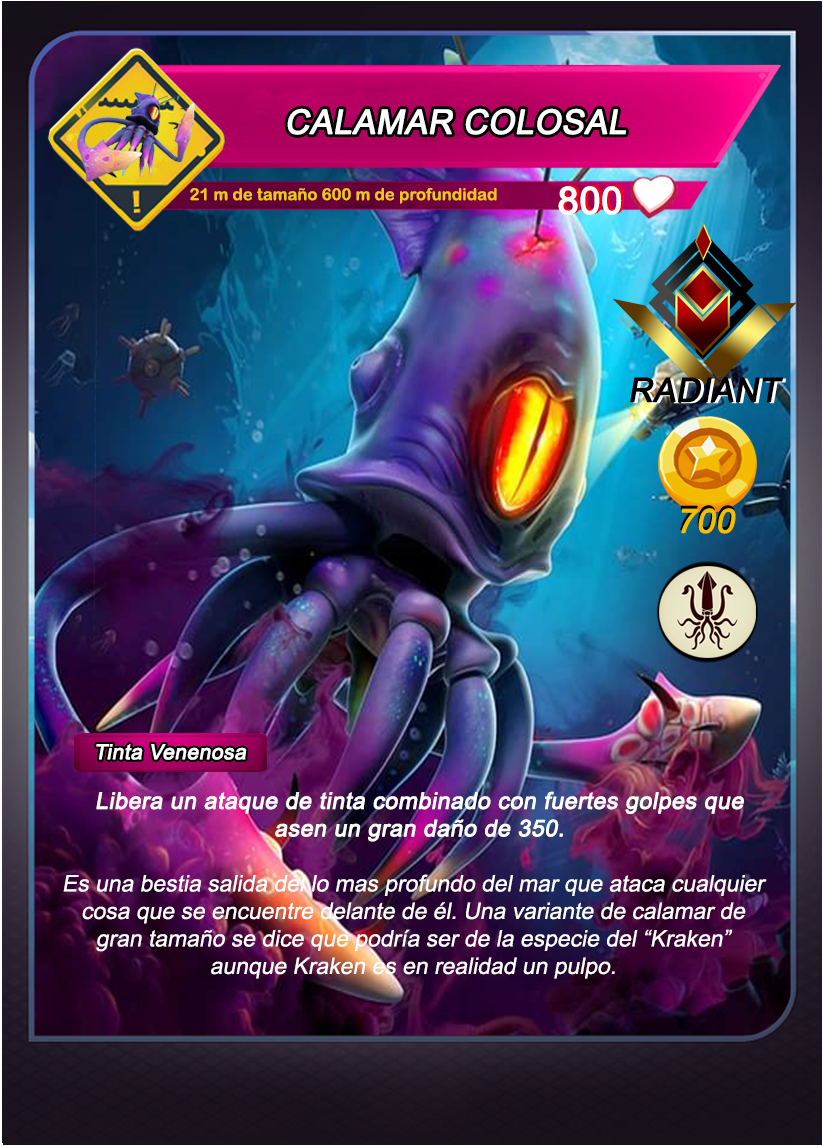 CALAMAR COLOSAL
21 m de tamaño 600 m de profundidad
800
RADIANT
700
!
Tinta Venenosa
Libera un ataque de tinta combinado con fuertes golpes que
asen un gran daño de 350.
Es una bestia salida del lo mas profundo del mar que ataca cualquier
cosa que se encuentre delante de él. Una variante de calamar de
gran tamaño se dice que podría ser de la especie del “Kraken”
aunque Kraken es en realidad un pulpo.